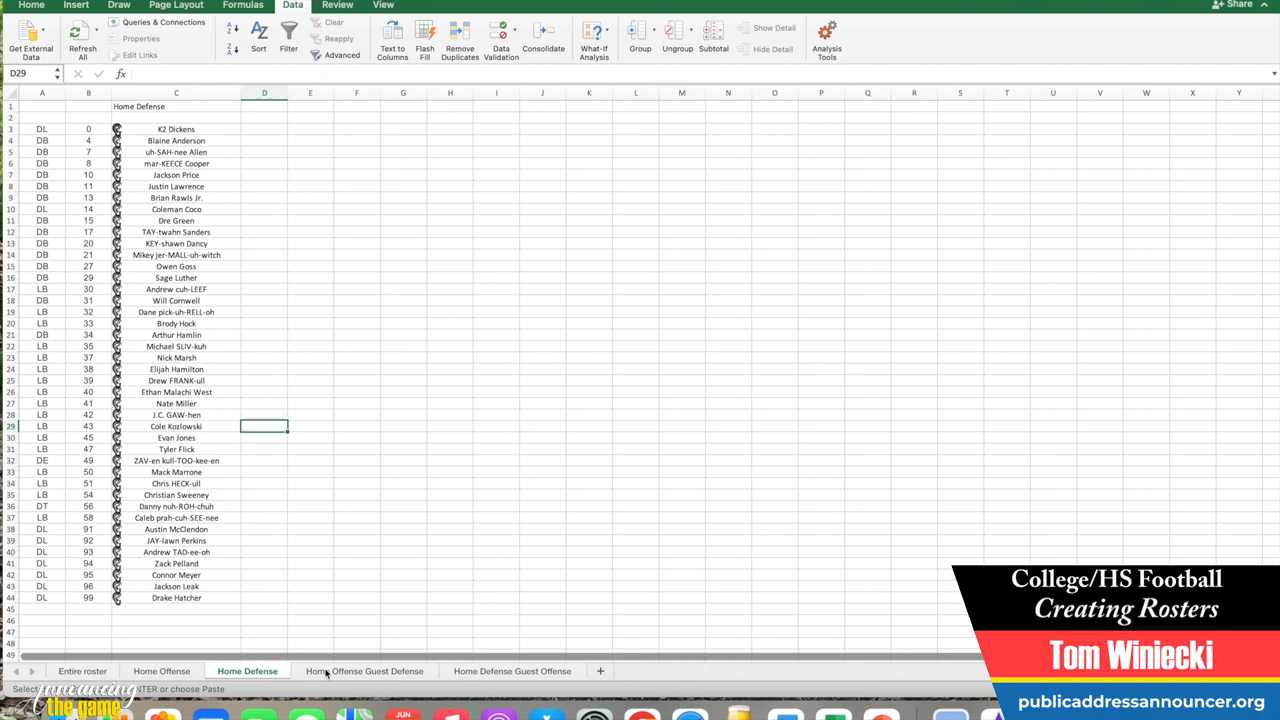 Home Insert Draw Page Layout Formulas Data Review View Share
Get External Data
Refresh All
Queries & Connections
Properties
Edit Links
Sort
Filter
Clear
Reapply
Advanced
Text to Columns
Flash Fill
Remove Duplicates
Data Validation
Consolidate
What-If Analysis
Group
Ungroup
Subtotal
Show Detail
Hide Detail
Analysis Tools
D29 fx
A B C D E F G H I J K L M N O P Q R S T U V W X Y
1 Home Defense
2
3 DL 0 K2 Dickens
4 DB 4 Blaine Anderson
5 DB 7 uh-SAH-nee Allen
6 DB 8 mar-KEECE Cooper
7 DB 10 Jackson Price
8 DB 11 Justin Lawrence
9 DB 13 Brian Rawls Jr.
10 DL 14 Coleman Coco
11 DB 15 Dre Green
12 DB 17 TAY-twahn Sanders
13 DB 20 KEY-shawn Dancy
14 DB 21 Mikey jer-MALL-uh-witch
15 DB 27 Owen Goss
16 DB 29 Sage Luther
17 LB 30 Andrew cuh-LEEF
18 DB 31 Will Cornwell
19 LB 32 Dane pick-uh-RELL-oh
20 LB 33 Brody Hock
21 DB 34 Arthur Hamlin
22 LB 35 Michael SLIV-kuh
23 LB 37 Nick Marsh
24 LB 38 Elijah Hamilton
25 LB 39 Drew FRANK-ull
26 LB 40 Ethan Malachi West
27 LB 41 Nate Miller
28 LB 42 J.C. GAW-hen
29 LB 43 Cole Kozlowski
30 LB 45 Evan Jones
31 LB 47 Tyler Flick
32 DE 49 ZAV-en kull-TOO-kee-en
33 LB 50 Mack Marrone
34 LB 51 Chris HECK-ull
35 LB 54 Christian Sweeney
36 DT 56 Danny nuh-ROH-chuh
37 LB 58 Caleb prah-cuh-SEE-nee
38 DL 91 Austin McClendon
39 DL 92 JAY-lawn Perkins
40 DL 93 Andrew TAD-ee-oh
41 DL 94 Zack Pelland
42 DL 95 Connor Meyer
43 DL 96 Jackson Leak
44 DL 99 Drake Hatcher
45
46
47
48
49
College/HS Football
Creating Rosters
Tom Winiecki
publicaddressannouncer.org
Entire roster Home Offense Home Defense Home Offense Guest Defense Home Defense Guest Offense +
ENTER or choose Paste
Announcing the game
JUN